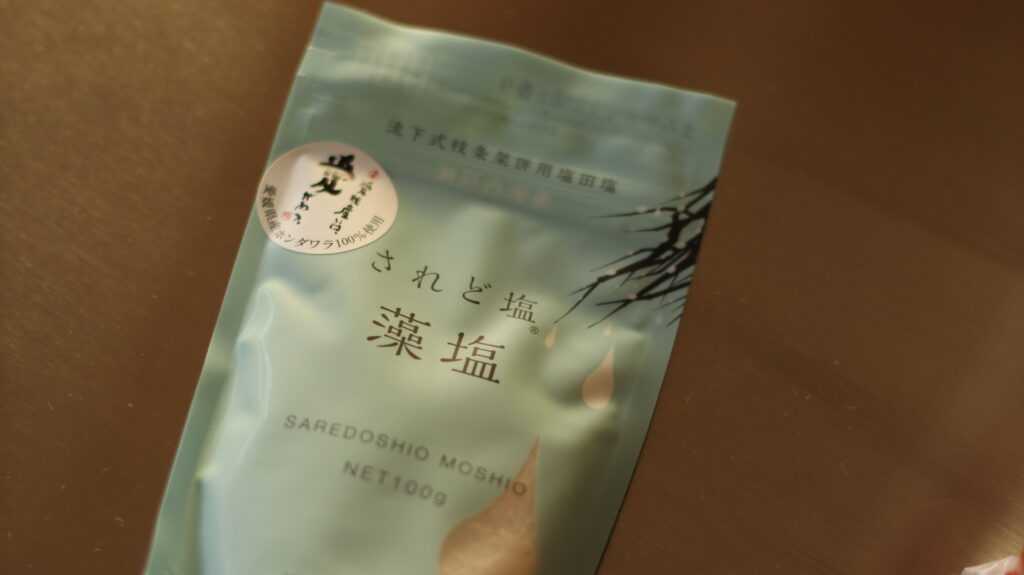 流下式枝条架併用塩田塩
愛媛県産ホンダワラ100%使用
されど塩®
藻塩
SAREDOSHIO MOSHIO
NET100g